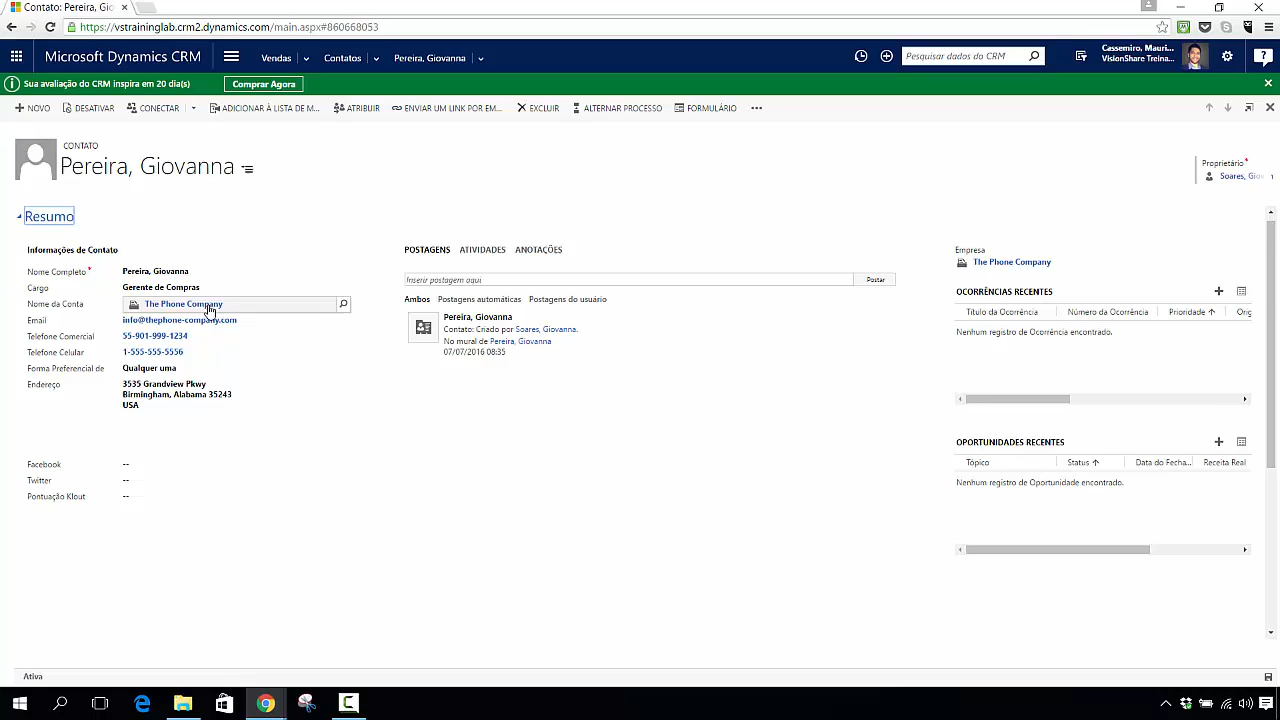 Contato: Pereira, Gio
https://vstraininglab.crm2.dynamics.com/main.aspx#860668053
Microsoft Dynamics CRM
Vendas
Contatos
Pereira, Giovanna
Pesquisar dados do CRM
Cassemiro, Mauri...
VisionShare Treina...
Sua avaliação do CRM inspira em 20 dia(s)
Comprar Agora
NOVO
DESATIVAR
CONECTAR
ADICIONAR À LISTA DE M...
ATRIBUIR
ENVIAR UM LINK POR EM...
EXCLUIR
ALTERNAR PROCESSO
FORMULÁRIO
CONTATO
Pereira, Giovanna
Proprietário*
Soares, Gio
Resumo
Informações de Contato
Nome Completo* Pereira, Giovanna
Cargo Gerente de Compras
Nome da Conta The Phone Company
Email info@thephone-company.com
Telefone Comercial 55-901-999-1234
Telefone Celular 1-555-555-5556
Forma Preferencial de Qualquer uma
Endereço 3535 Grandview Pkwy
Birmingham, Alabama 35243
USA
Facebook --
Twitter --
Pontuação Klout --
POSTAGENS ATIVIDADES ANOTAÇÕES
Inserir postagem aqui
Postar
Ambos Postagens automáticas Postagens do usuário
Pereira, Giovanna
Contato: Criado por Soares, Giovanna.
No mural de Pereira, Giovanna
07/07/2016 08:35
Empresa
The Phone Company
OCORRÊNCIAS RECENTES
Título da Ocorrência Número da Ocorrência Prioridade Orig
Nenhum registro de Ocorrência encontrado.
OPORTUNIDADES RECENTES
Tópico Status Data do Fecha... Receita Real
Nenhum registro de Oportunidade encontrado.
Ativa